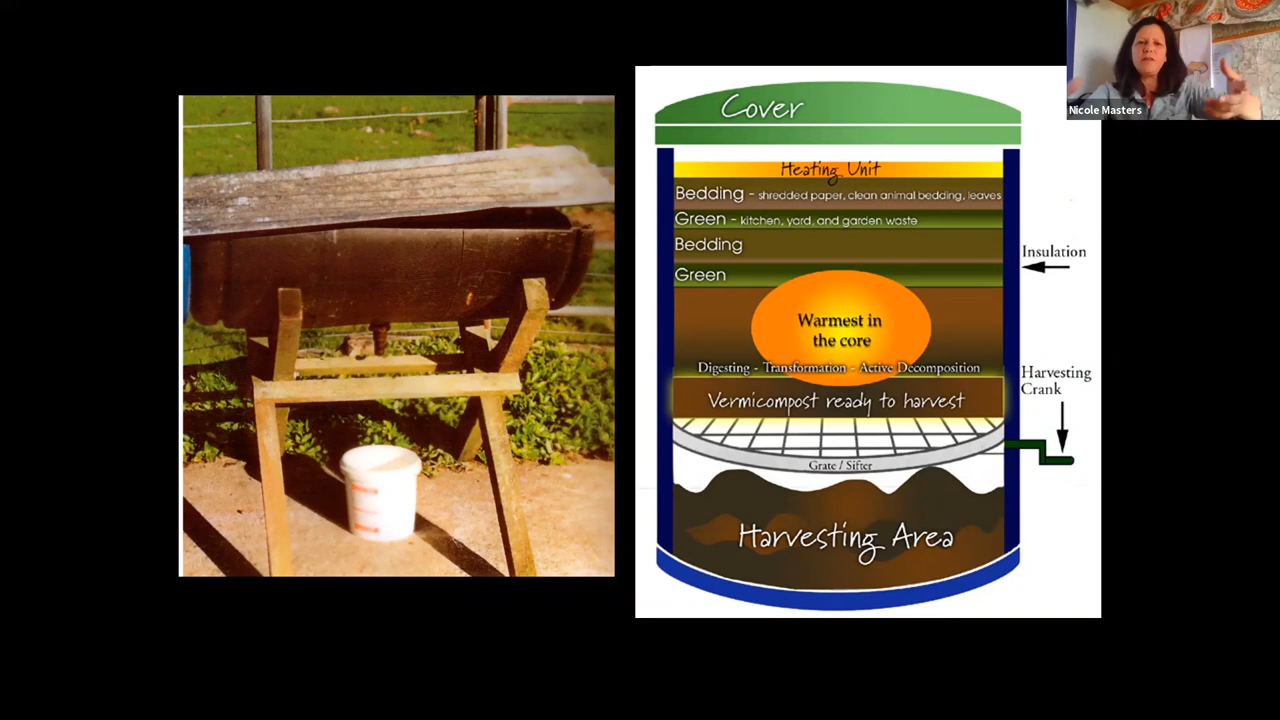 Nicole Masters
Cover
Heating Unit
Bedding - shredded paper, clean animal bedding, leaves
Green - kitchen, yard, and garden waste
Bedding
Green
Insulation
Warmest in
the core
Digesting - Transformation - Active Decomposition
Harvesting
Crank
Vermicompost ready to harvest
Grate / Sifter
Harvesting Area